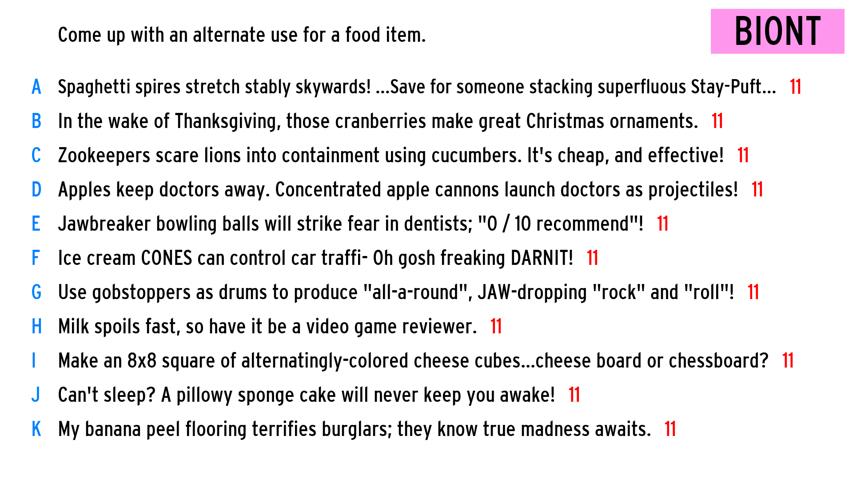 Come up with an alternate use for a food item.
BIONT
A Spaghetti spires stretch stably skywards! ...Save for someone stacking superfluous Stay-Puft... 11
B In the wake of Thanksgiving, those cranberries make great Christmas ornaments. 11
C Zookeepers scare lions into containment using cucumbers. It's cheap, and effective! 11
D Apples keep doctors away. Concentrated apple cannons launch doctors as projectiles! 11
E Jawbreaker bowling balls will strike fear in dentists; "0 / 10 recommend"! 11
F Ice cream CONES can control car traffi- Oh gosh freaking DARNIT! 11
G Use gobstoppers as drums to produce "all-a-round", JAW-dropping "rock" and "roll"! 11
H Milk spoils fast, so have it be a video game reviewer. 11
I Make an 8x8 square of alternatingly-colored cheese cubes...cheese board or chessboard? 11
J Can't sleep? A pillowy sponge cake will never keep you awake! 11
K My banana peel flooring terrifies burglars; they know true madness awaits. 11